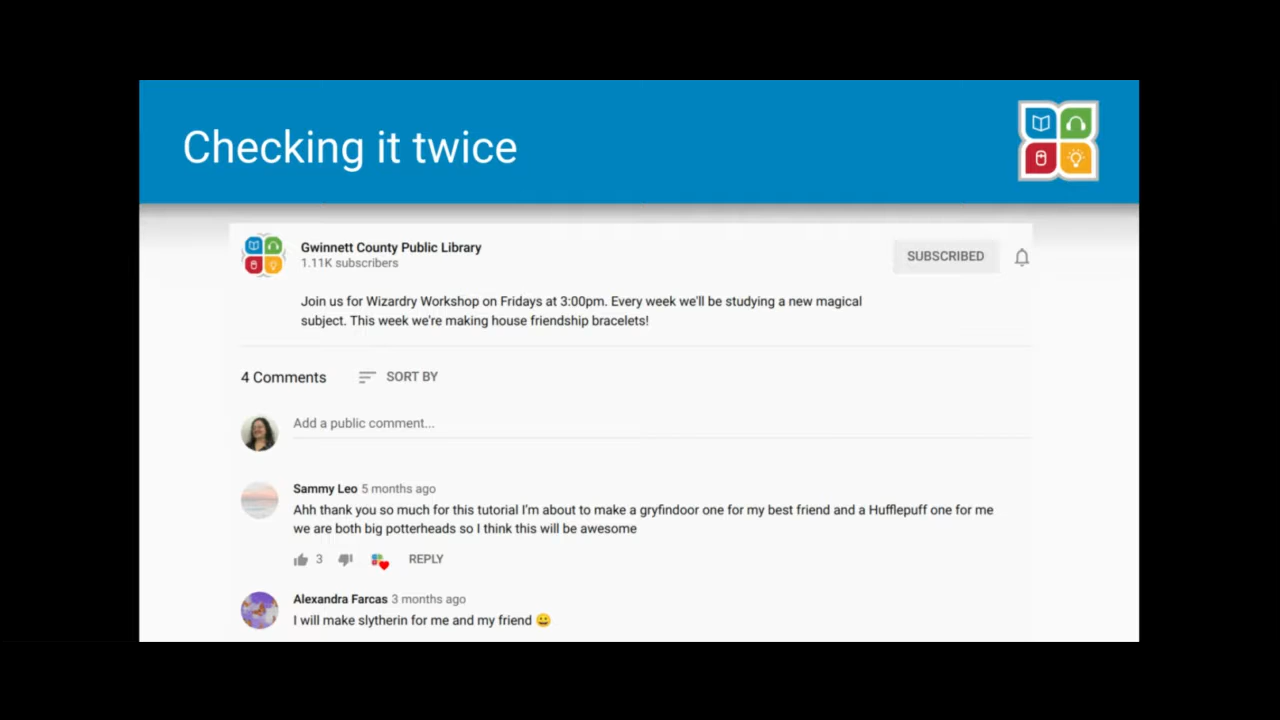 Checking it twice
Gwinnett County Public Library
1.11K subscribers
SUBSCRIBED
Join us for Wizardry Workshop on Fridays at 3:00pm. Every week we'll be studying a new magical
subject. This week we're making house friendship bracelets!
4 Comments
SORT BY
Add a public comment...
Sammy Leo 5 months ago
Ahh thank you so much for this tutorial I'm about to make a gryfindoor one for my best friend and a Hufflepuff one for me
we are both big potterheads so I think this will be awesome
3
REPLY
Alexandra Farcas 3 months ago
I will make slytherin for me and my friend 😀